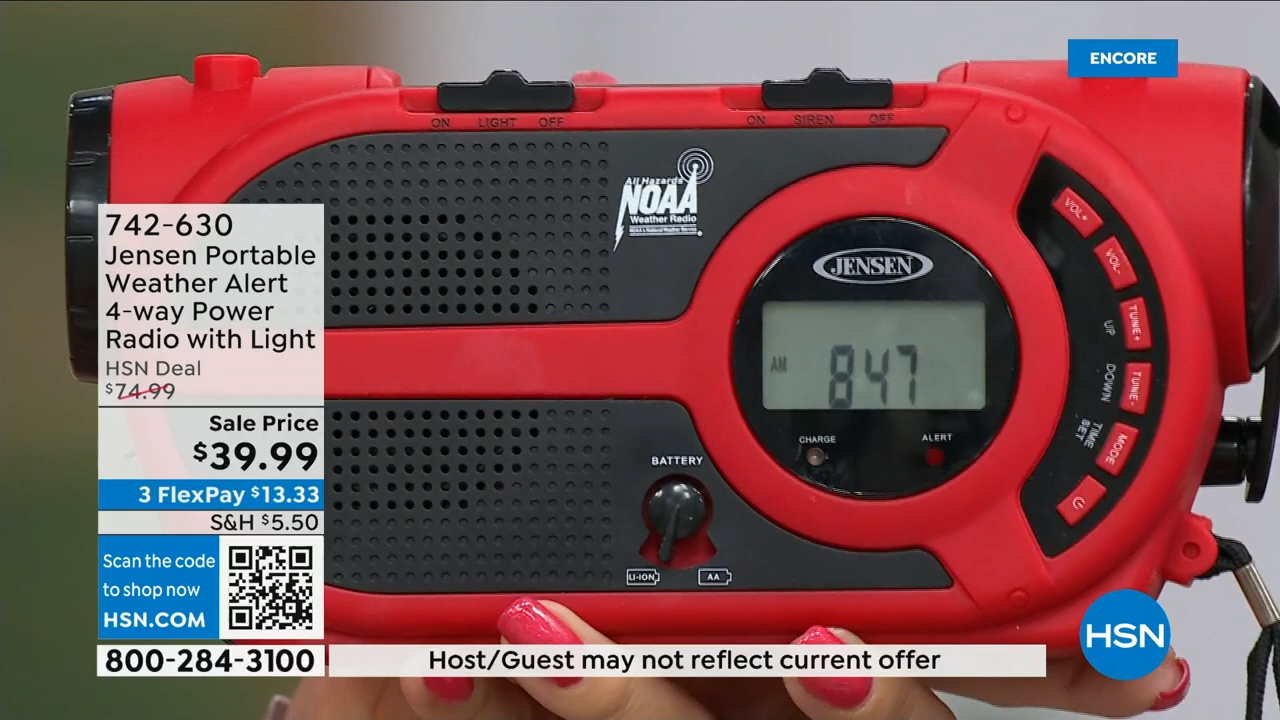 ENCORE
ON LIGHT OFF
ON SIREN OFF
All Hazards
NOAA
Weather Radio
VOL+
VOL-
TUNE+
UP
TUNE-
DOWN
MODE
TIME SET
JENSEN
AM 847
CHARGE
ALERT
BATTERY
LI-ION
AA
742-630
Jensen Portable
Weather Alert
4-way Power
Radio with Light
HSN Deal
$74.99
Sale Price
$39.99
3 FlexPay $13.33
S&H $5.50
Scan the code
to shop now
HSN.COM
800-284-3100
Host/Guest may not reflect current offer
HSN